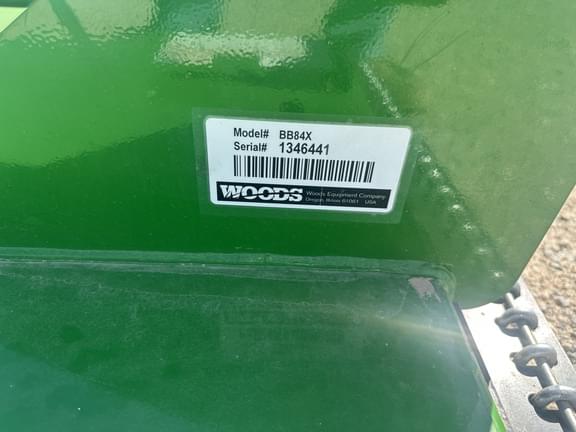 Model# BB84X
Serial# 1346441
WOODS Woods Equipment Company
Oregon, Illinois 61061 USA